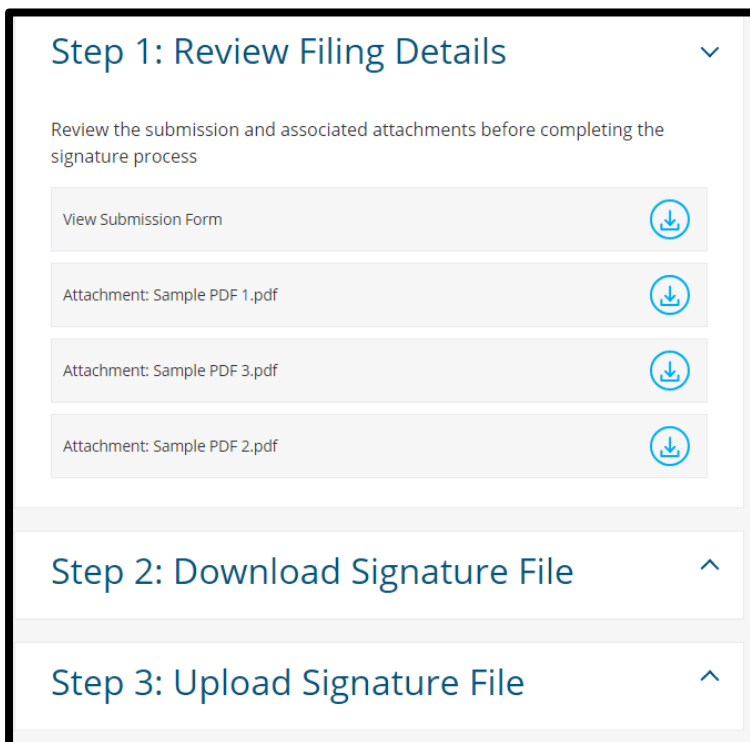 Step 1: Review Filing Details
Review the submission and associated attachments before completing the
signature process
View Submission Form
Attachment: Sample PDF 1.pdf
Attachment: Sample PDF 3.pdf
Attachment: Sample PDF 2.pdf
Step 2: Download Signature File
Step 3: Upload Signature File